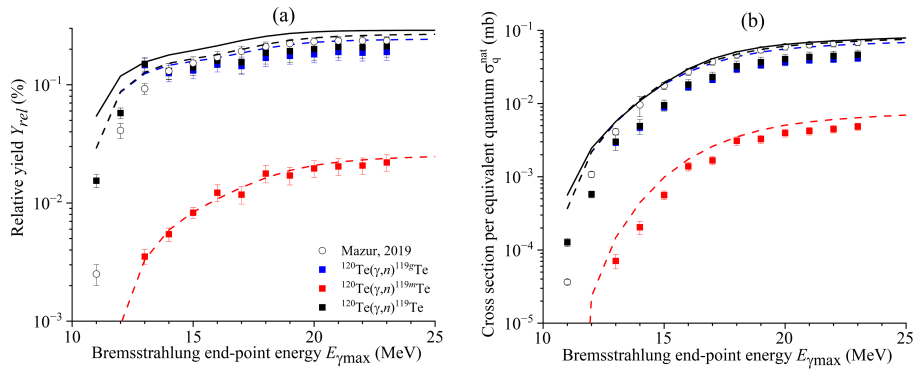 (a)
Relative yield Y_rel (%)
10⁻¹
10⁻²
10⁻³
10 15 20 25
Bremsstrahlung end-point energy E_γmax (MeV)
Mazur, 2019
¹²⁰Te(γ,n)¹¹⁹ᵍTe
¹²⁰Te(γ,n)¹¹⁹ᵐTe
¹²⁰Te(γ,n)¹¹⁹Te
(b)
Cross section per equivalent quantum σ_q^nat (mb)
10⁻¹
10⁻²
10⁻³
10⁻⁴
10⁻⁵
10 15 20 25
Bremsstrahlung end-point energy E_γmax (MeV)